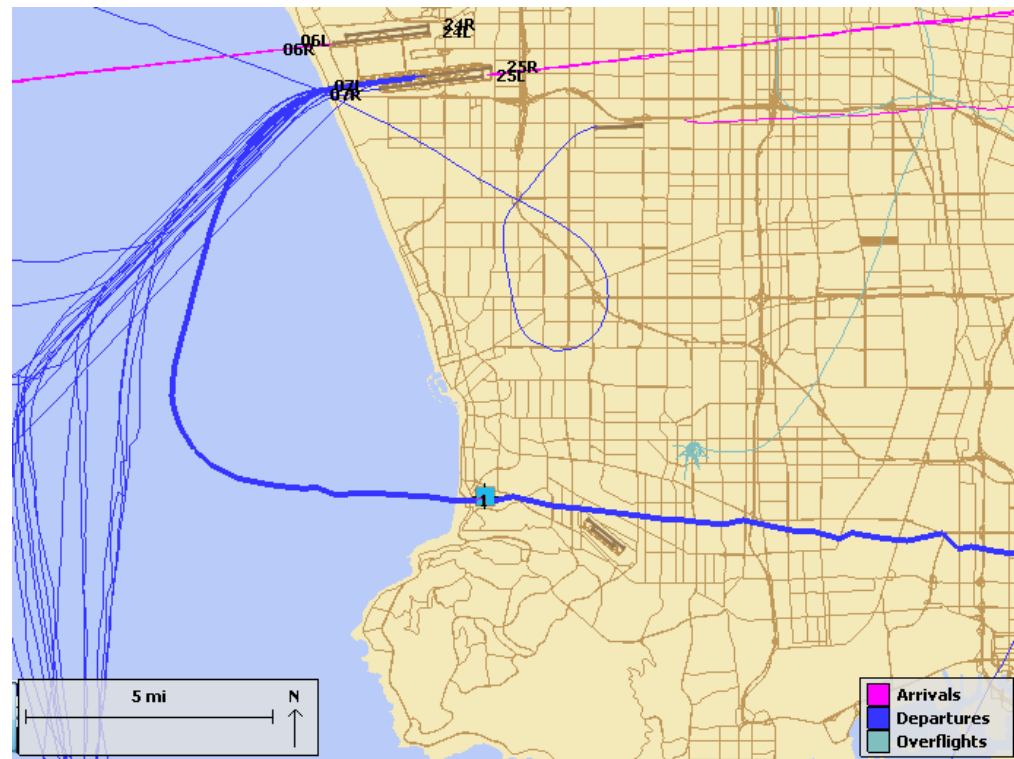 24R
24L
06L
06R
25R
25L
07L
07R
1
5 mi
N
Arrivals
Departures
Overflights